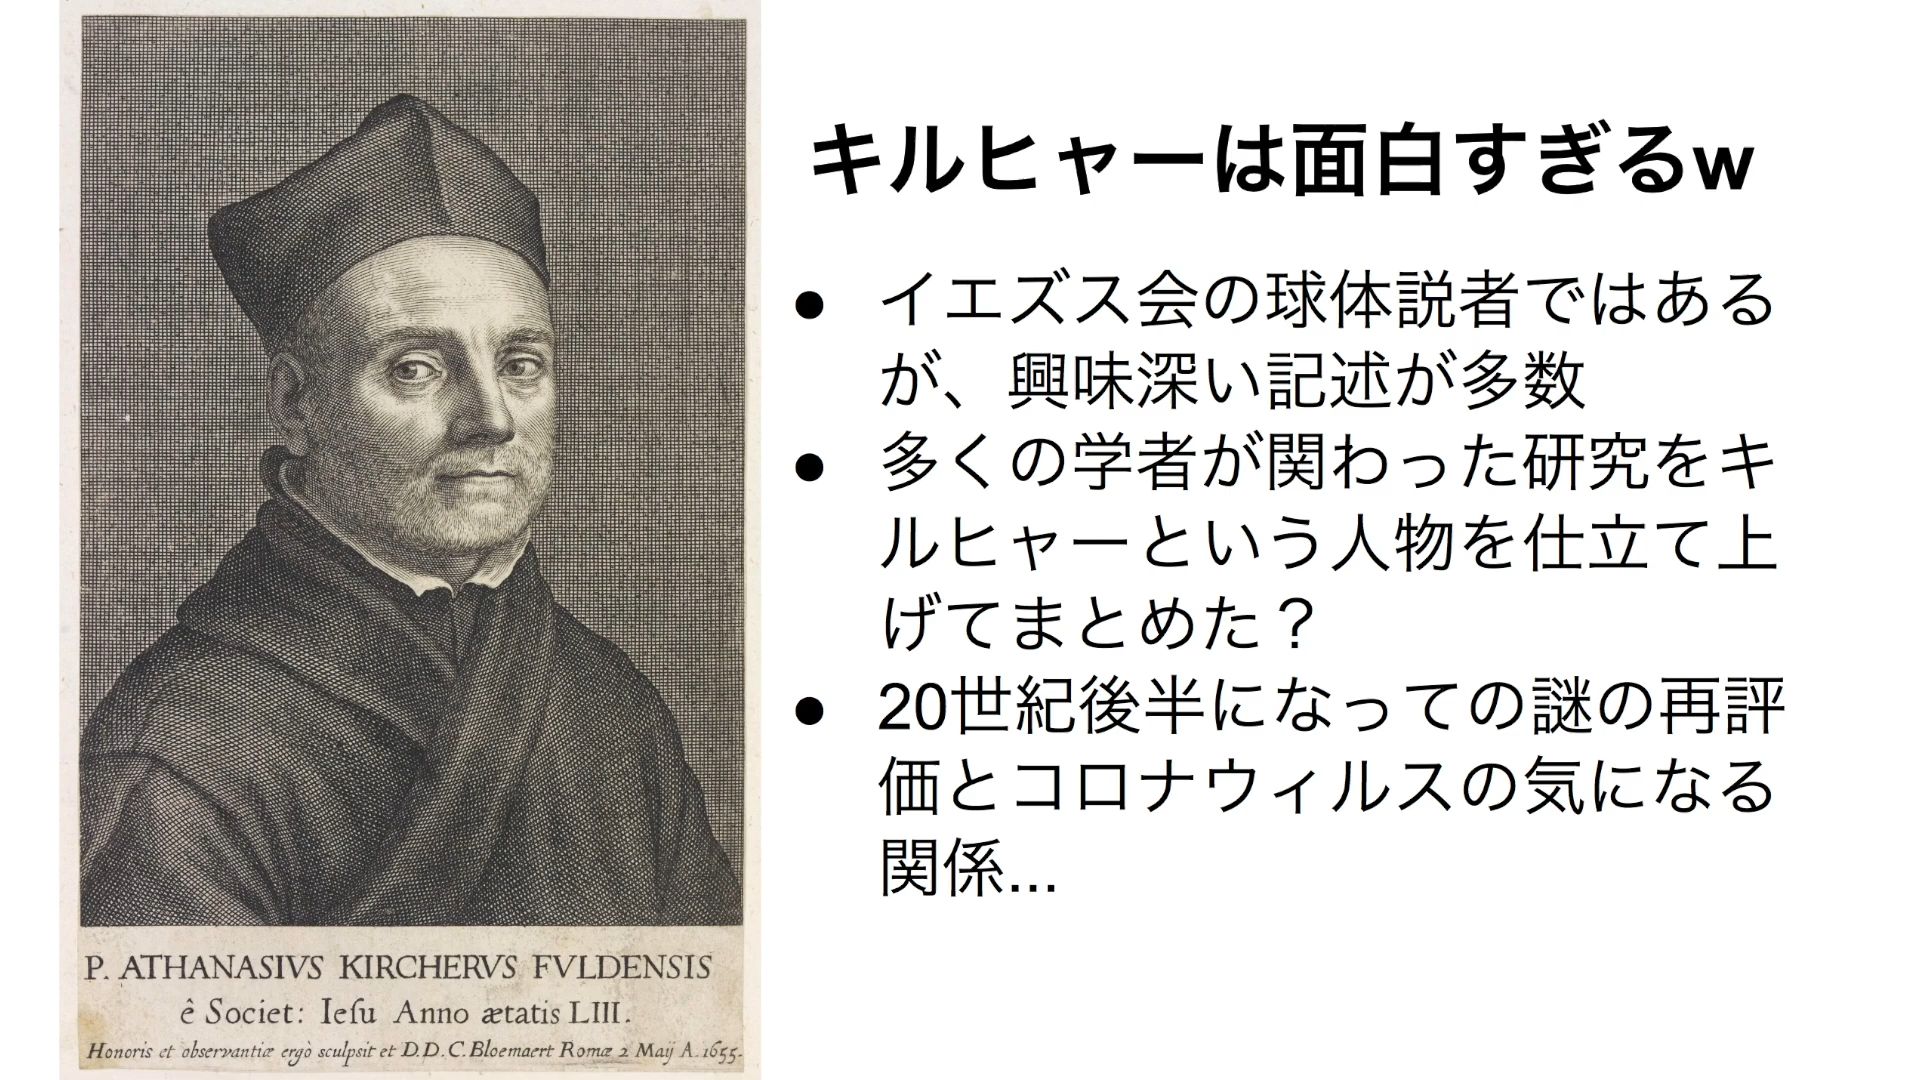 キルヒャーは面白すぎるw
● イエズス会の球体説者ではある
が、興味深い記述が多数
● 多くの学者が関わった研究をキ
ルヒャーという人物を仕立て上
げてまとめた？
● 20世紀後半になっての謎の再評
価とコロナウィルスの気になる
関係...
P. ATHANASIVS KIRCHERVS FVLDENSIS
ê Societ: Ieſu Anno ætatis LIII.
Honoris et observantiæ ergò sculpsit et D.D.C. Bloemaert Romæ 2 Maij A. 1655.